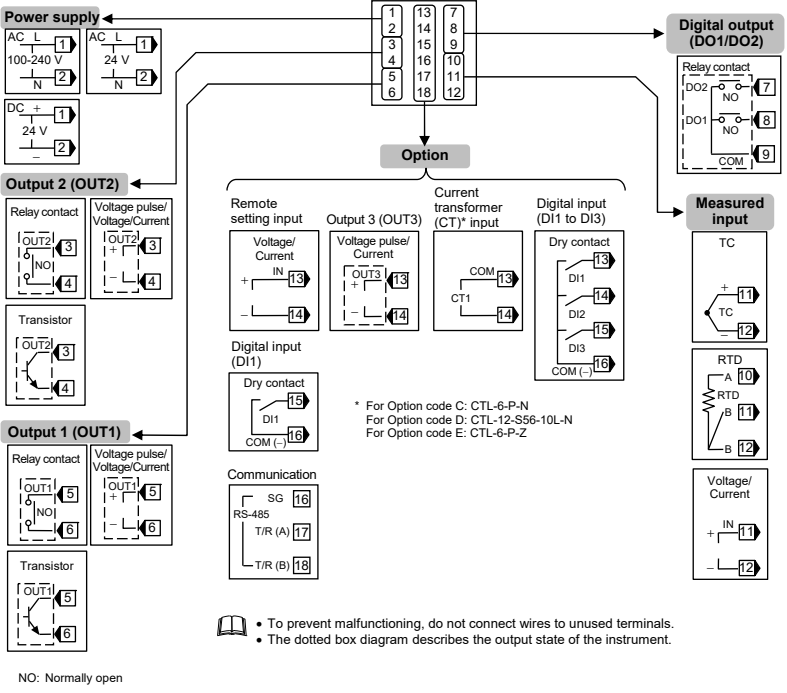 Power supply
AC L
1
100-240 V
N
2
AC L
1
24 V
N
2
DC +
1
24 V
–
2
1 13 7
2 14 8
3 15 9
4 16 10
5 17 11
6 18 12
Digital output
(DO1/DO2)
Relay contact
DO2
NO
7
DO1
NO
8
COM
9
Output 2 (OUT2)
Relay contact
OUT2
3
NO
4
Voltage pulse/
Voltage/Current
OUT2
+
3
–
4
Transistor
OUT2
3
4
Output 1 (OUT1)
Relay contact
OUT1
5
NO
6
Voltage pulse/
Voltage/Current
OUT1
+
5
–
6
Transistor
OUT1
5
6
Option
Remote
setting input
Voltage/
Current
IN
+
13
–
14
Output 3 (OUT3)
Voltage pulse/
Current
OUT3
+
13
–
14
Current
transformer
(CT)* input
COM
13
CT1
14
Digital input
(DI1 to DI3)
Dry contact
13
DI1
14
DI2
15
DI3
16
COM (–)
Digital input
(DI1)
Dry contact
15
DI1
16
COM (–)
* For Option code C: CTL-6-P-N
For Option code D: CTL-12-S56-10L-N
For Option code E: CTL-6-P-Z
Communication
SG 16
RS-485
T/R (A) 17
T/R (B) 18
Measured
input
TC
+
11
TC
–
12
RTD
A 10
RTD
B 11
B 12
Voltage/
Current
IN
+
11
–
12
• To prevent malfunctioning, do not connect wires to unused terminals.
• The dotted box diagram describes the output state of the instrument.
NO: Normally open